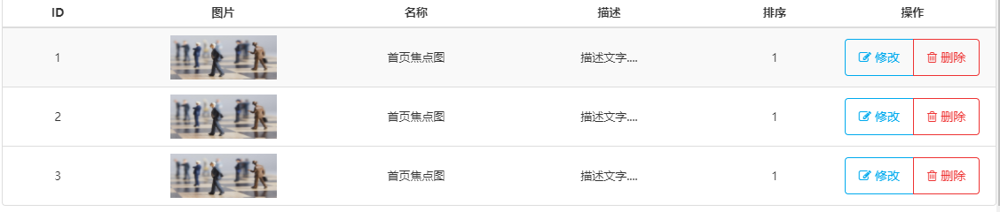 ID 图片 名称 描述 排序 操作
1 首页焦点图 描述文字.... 1 修改 删除
2 首页焦点图 描述文字.... 1 修改 删除
3 首页焦点图 描述文字.... 1 修改 删除